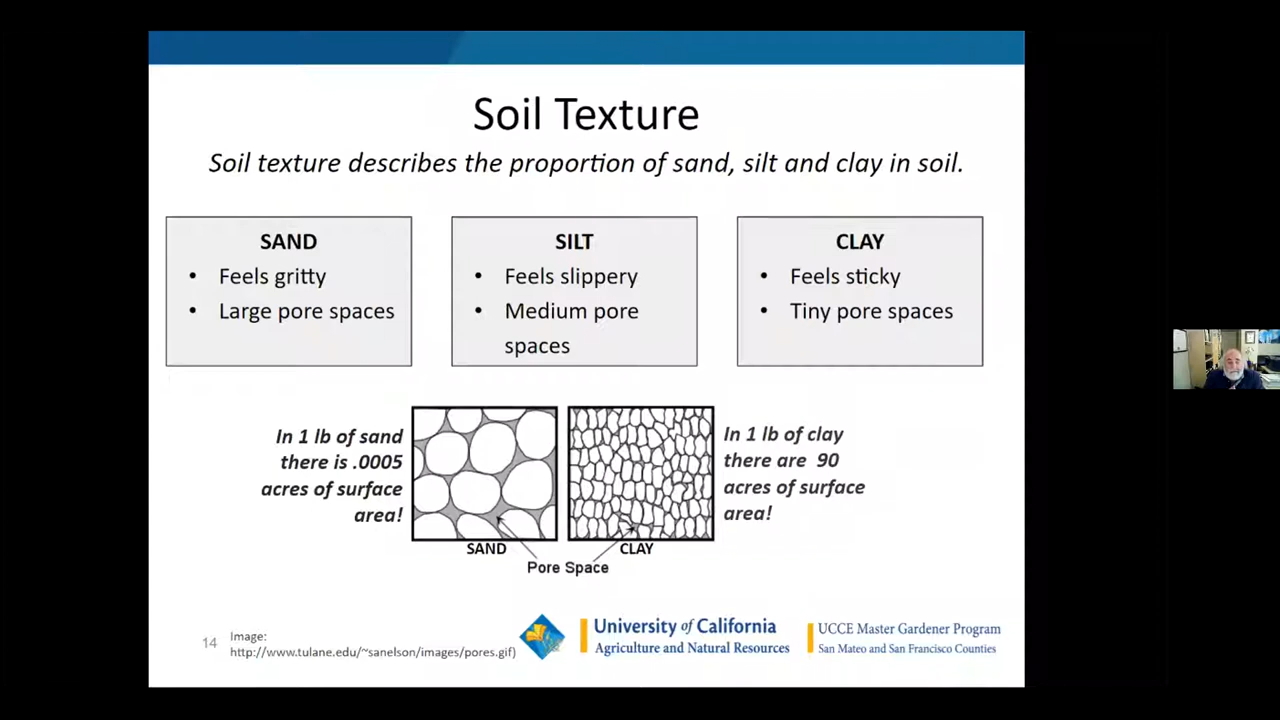 Soil Texture
Soil texture describes the proportion of sand, silt and clay in soil.
SAND
• Feels gritty
• Large pore spaces
SILT
• Feels slippery
• Medium pore
spaces
CLAY
• Feels sticky
• Tiny pore spaces
In 1 lb of sand
there is .0005
acres of surface
area!
In 1 lb of clay
there are 90
acres of surface
area!
SAND
CLAY
Pore Space
14
Image:
http://www.tulane.edu/~sanelson/images/pores.gif)
University of California
Agriculture and Natural Resources
UCCE Master Gardener Program
San Mateo and San Francisco Counties